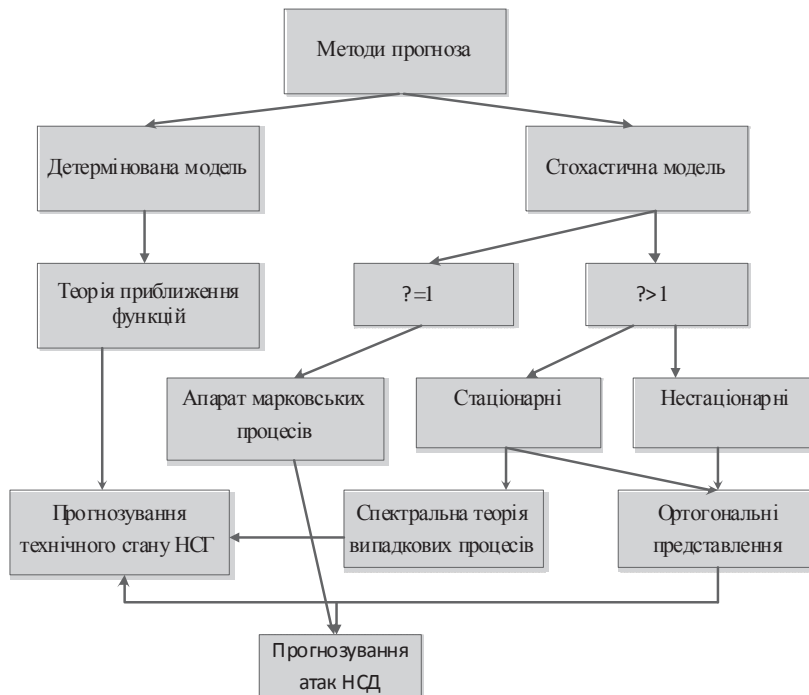 Методи прогноза
Детермінована модель
Стохастична модель
Теорія приближення
функцій
?=1
?>1
Апарат марковських
процесів
Стаціонарні
Нестаціонарні
Прогнозування
технічного стану НСГ
Спектральна теорія
випадкових процесів
Ортогональні
представлення
Прогнозування
атак НСД